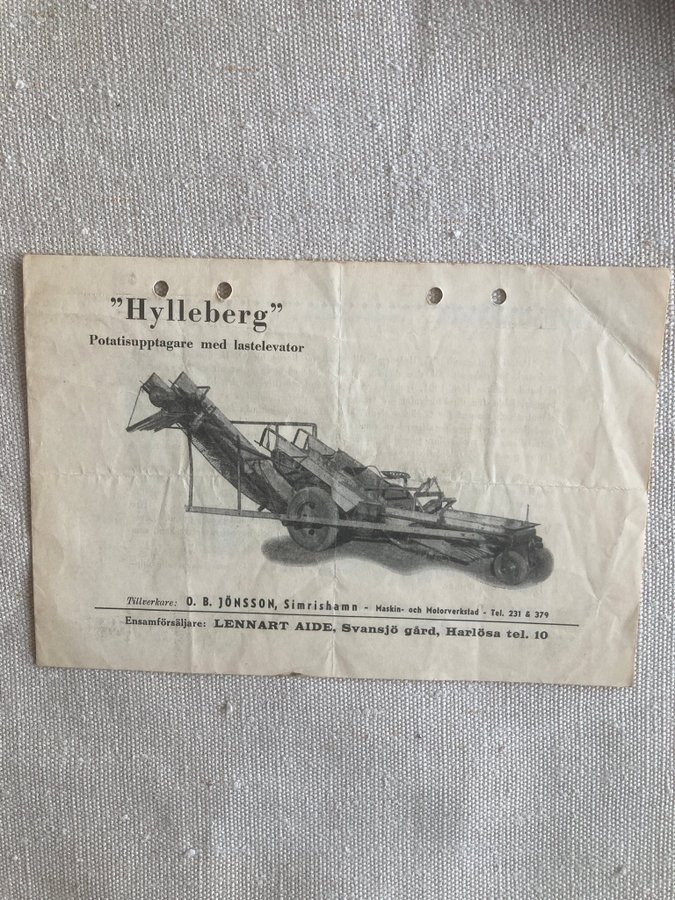 ”Hylleberg”
Potatisupptagare med lastelevator
Tillverkare: O. B. JÖNSSON, Simrishamn - Maskin- och Motorverkstad - Tel. 231 & 379
Ensamförsäljare: LENNART AIDE, Svansjö gård, Harlösa tel. 10